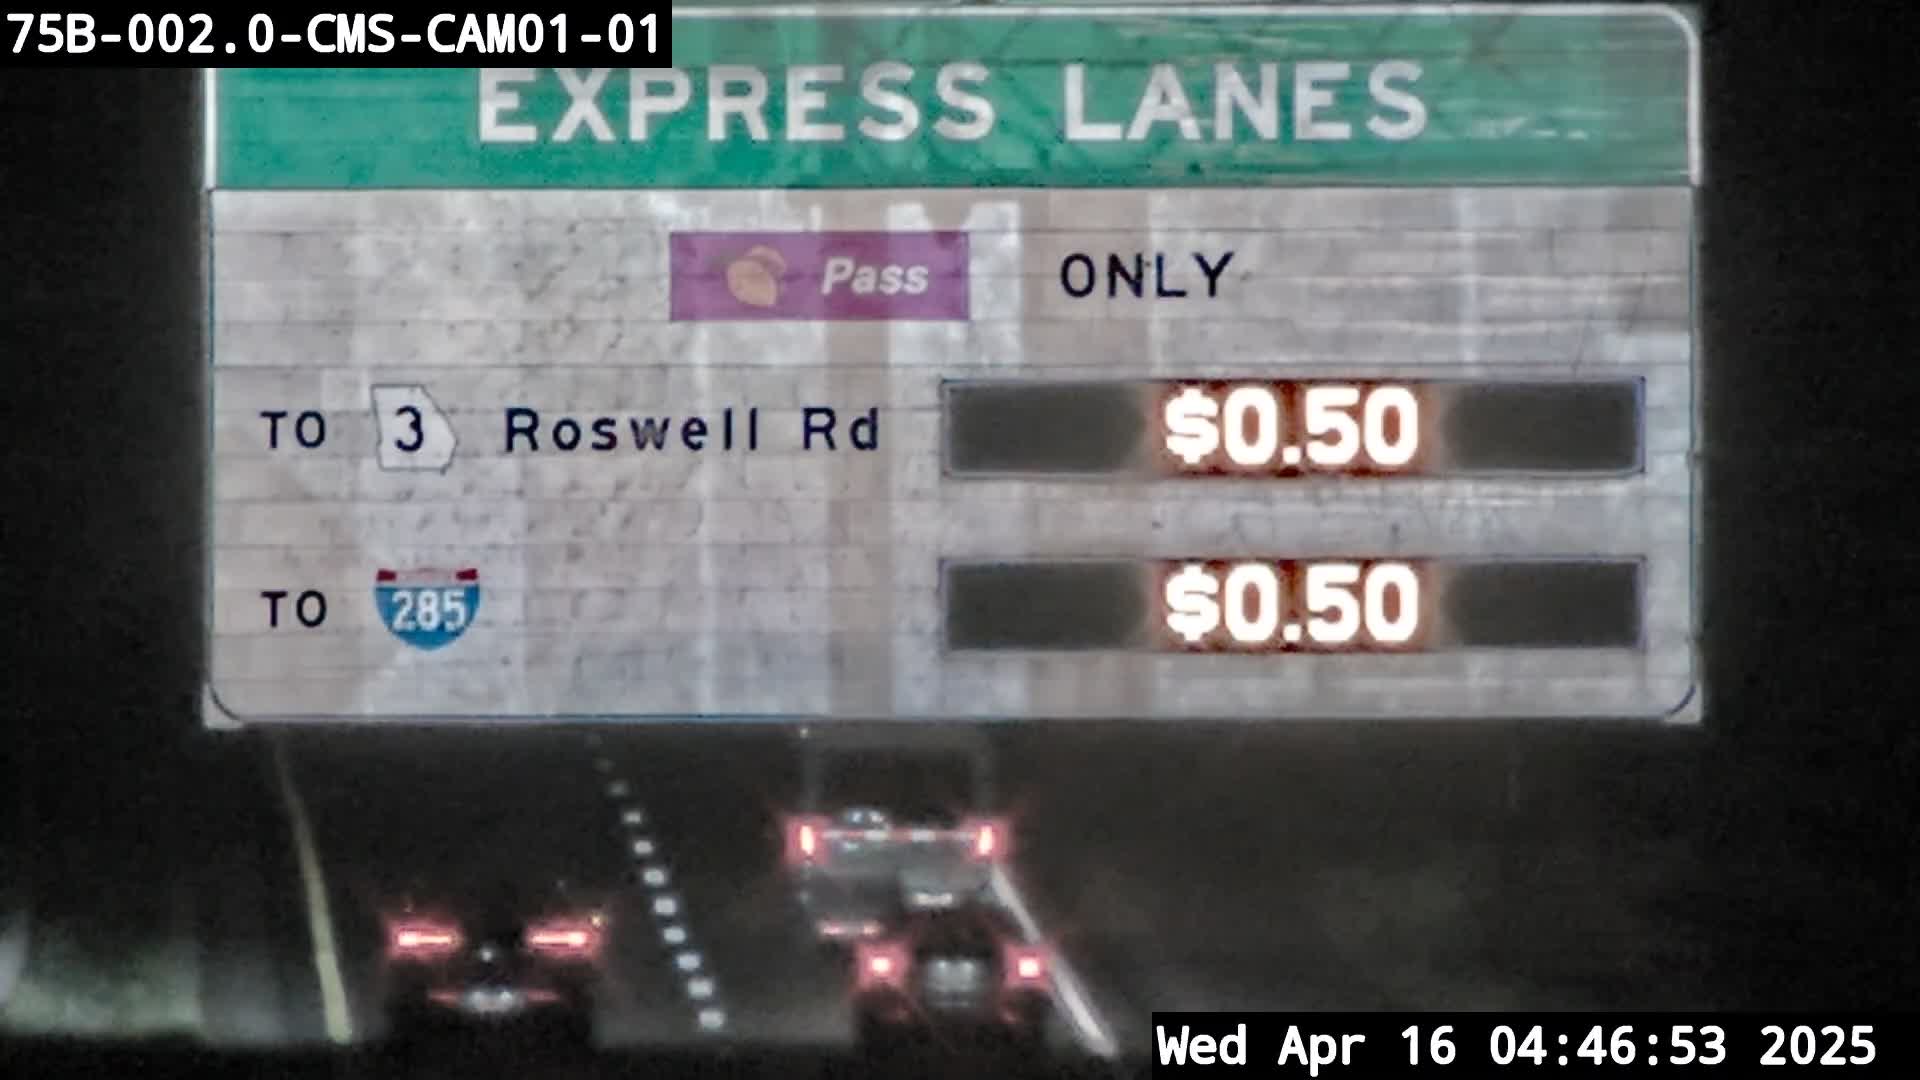 75B-002.0-CMS-CAM01-01
EXPRESS LANES
Pass ONLY
TO 3 Roswell Rd $0.50
TO 285 $0.50
Wed Apr 16 04:46:53 2025